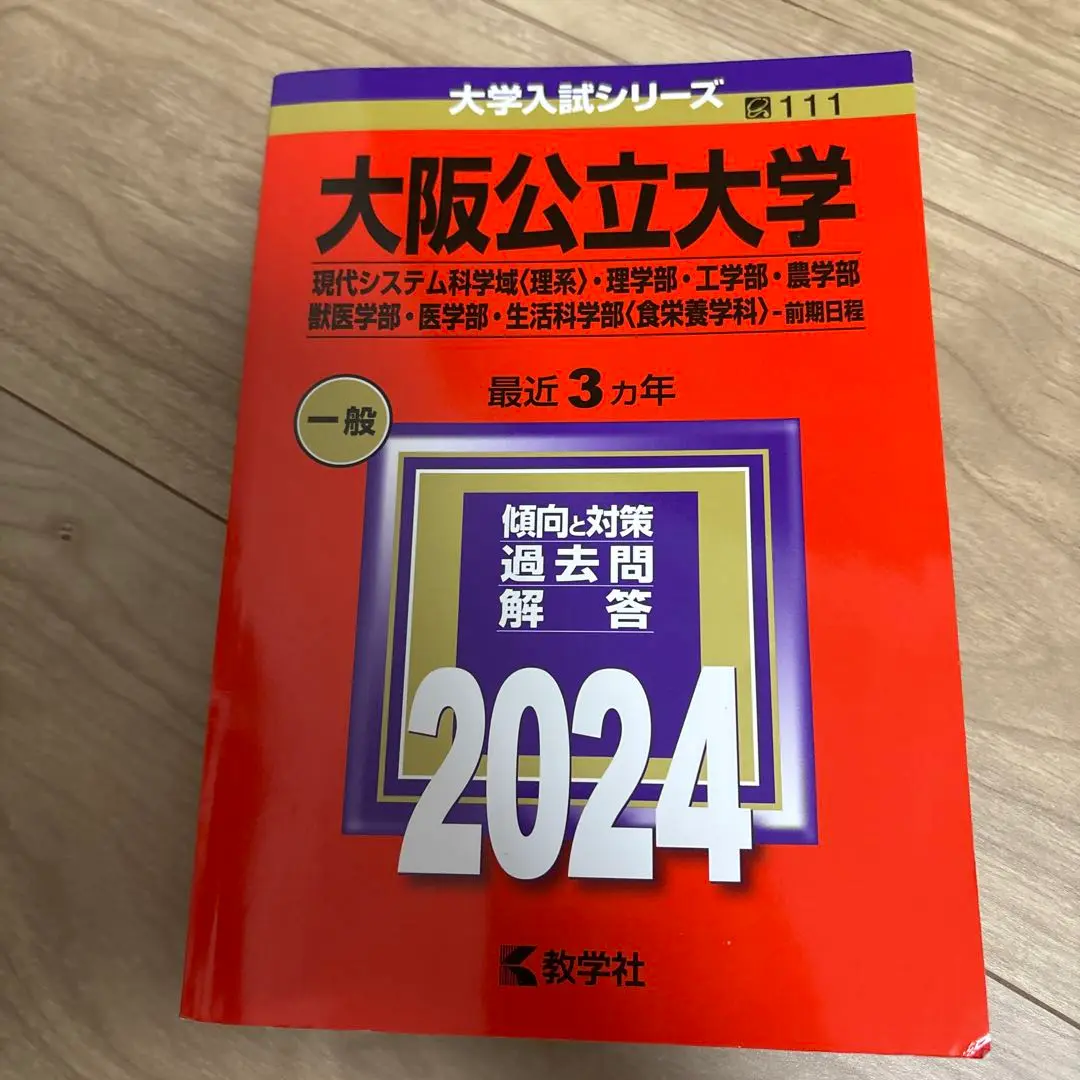 大学入試シリーズ
111
大阪公立大学
現代システム科学域〈理系〉・理学部・工学部・農学部
獣医学部・医学部・生活科学部〈食栄養学科〉-前期日程
最近3カ年
一般
傾向と対策
過去問
解答
2024
教学社